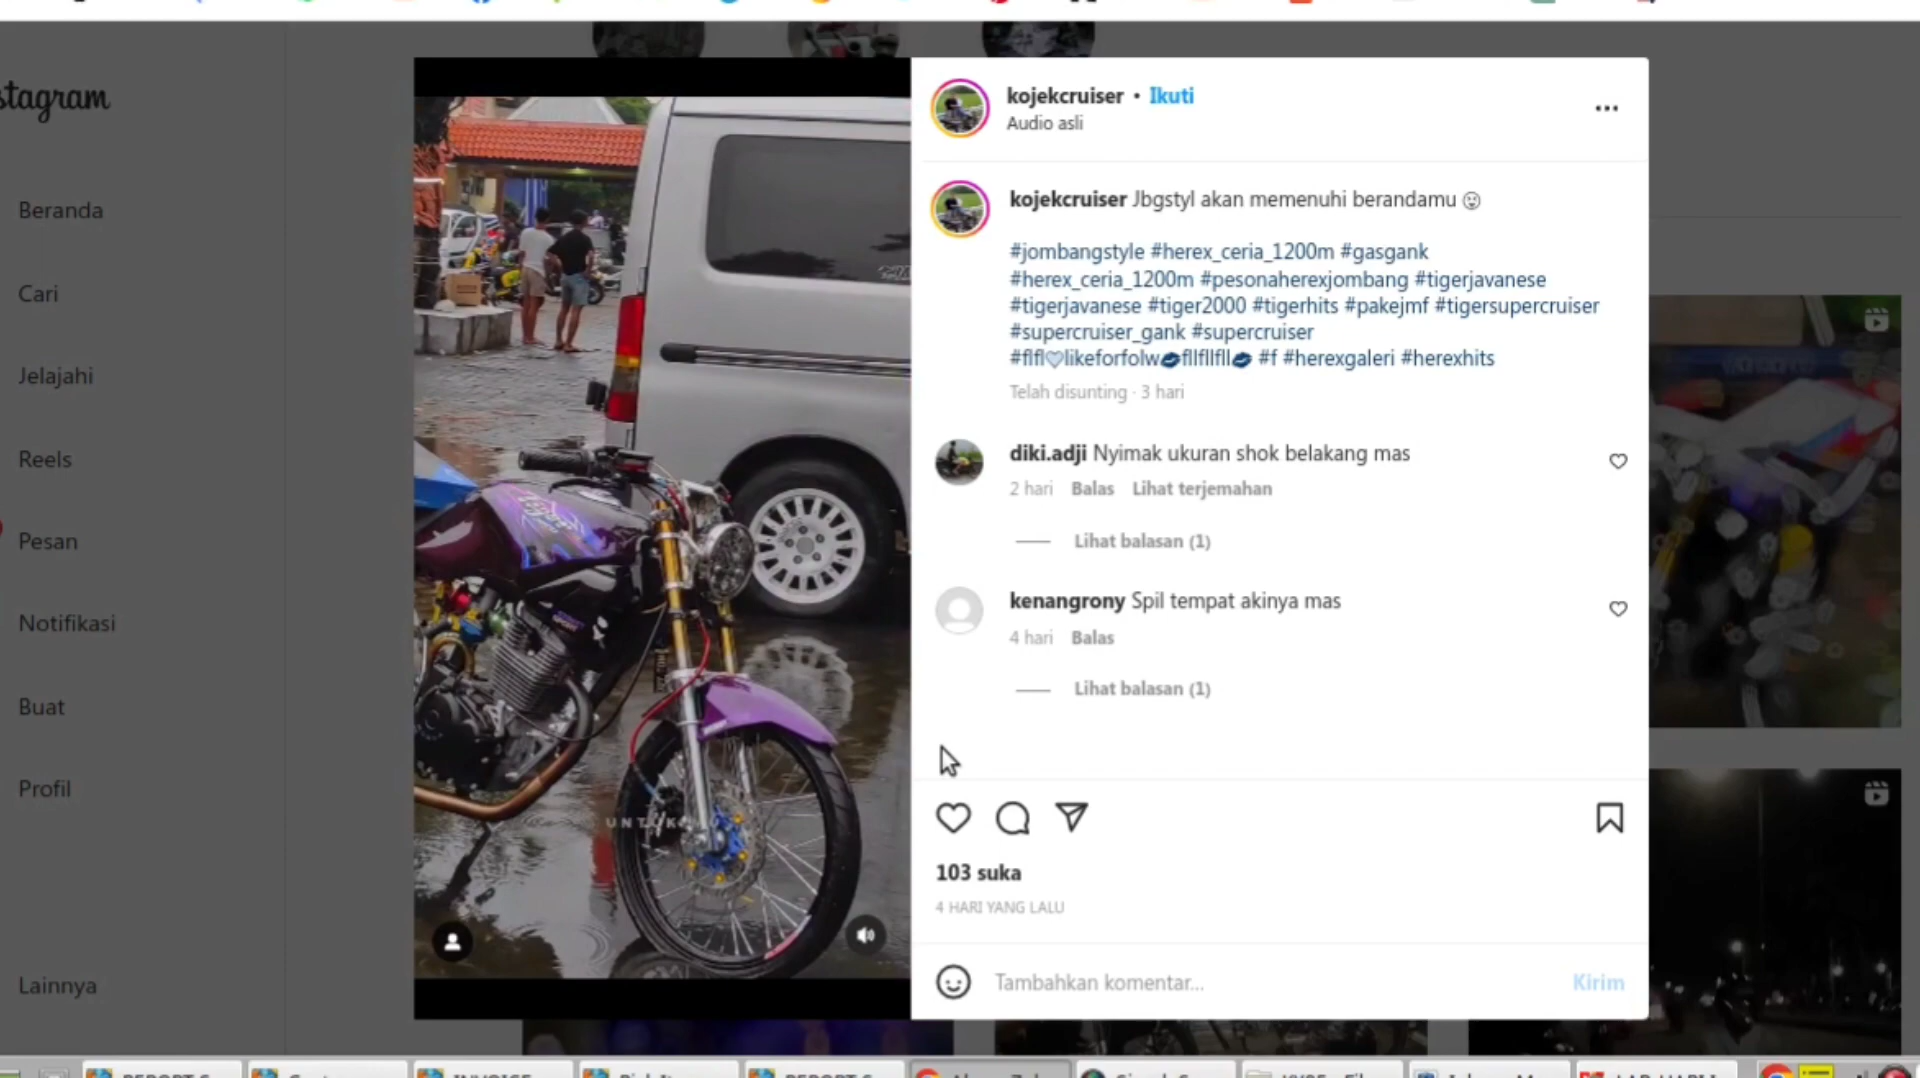 stagram
Beranda
Cari
Jelajahi
Reels
Pesan
Notifikasi
Buat
Profil
Lainnya
UNTUK
kojekcruiser • Ikuti
Audio asli
kojekcruiser Jbgstyl akan memenuhi berandamu 😲
#jombangstyle #herex_ceria_1200m #gasgank
#herex_ceria_1200m #pesonaherexjombang #tigerjavanese
#tigerjavanese #tiger2000 #tigerhits #pakejmf #tigersupercruiser
#supercruiser_gank #supercruiser
#flfl🤍likeforfolw💋fllfllfll💋 #f #herexgaleri #herexhits
Telah disunting · 3 hari
diki.adji Nyimak ukuran shok belakang mas
2 hari Balas Lihat terjemahan
Lihat balasan (1)
kenangrony Spil tempat akinya mas
4 hari Balas
Lihat balasan (1)
103 suka
4 HARI YANG LALU
Tambahkan komentar...
Kirim